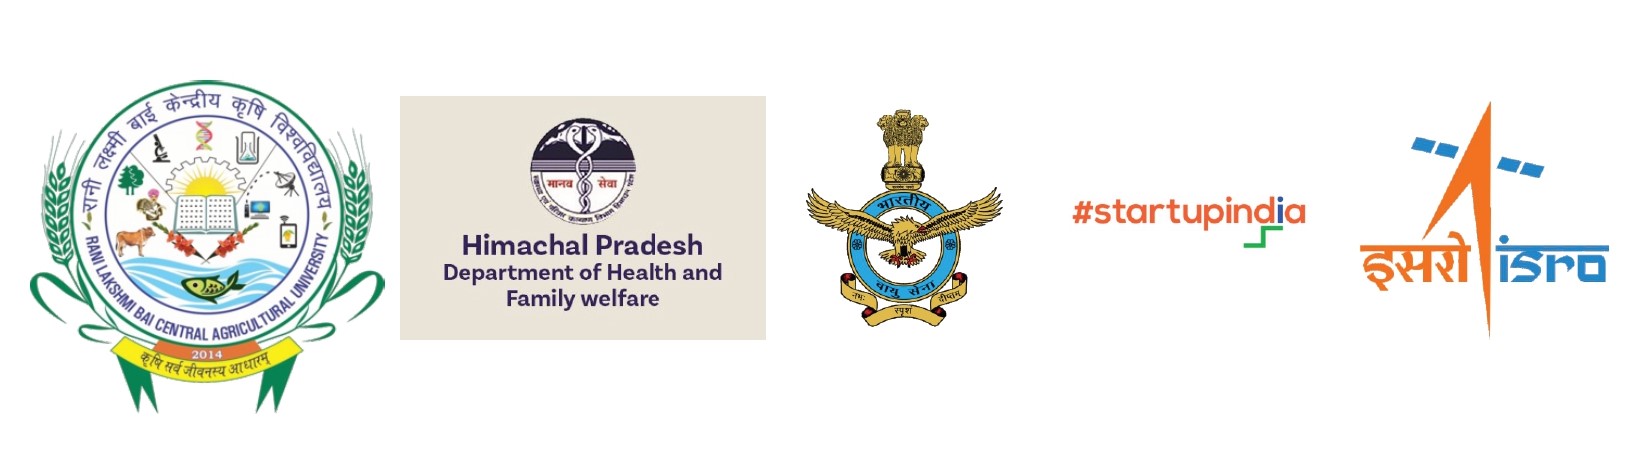 रानी लक्ष्मी बाई केन्द्रीय कृषि विश्वविद्यालय
RANI LAKSHMI BAI CENTRAL AGRICULTURAL UNIVERSITY
2014
कृषि सर्व जीवनस्य आधारम्
मानव सेवा
Himachal Pradesh
Department of Health and
Family welfare
भारतीय
वायु सेना
नभः स्पृशं दीप्तम्
#startupindia
इसरो isro